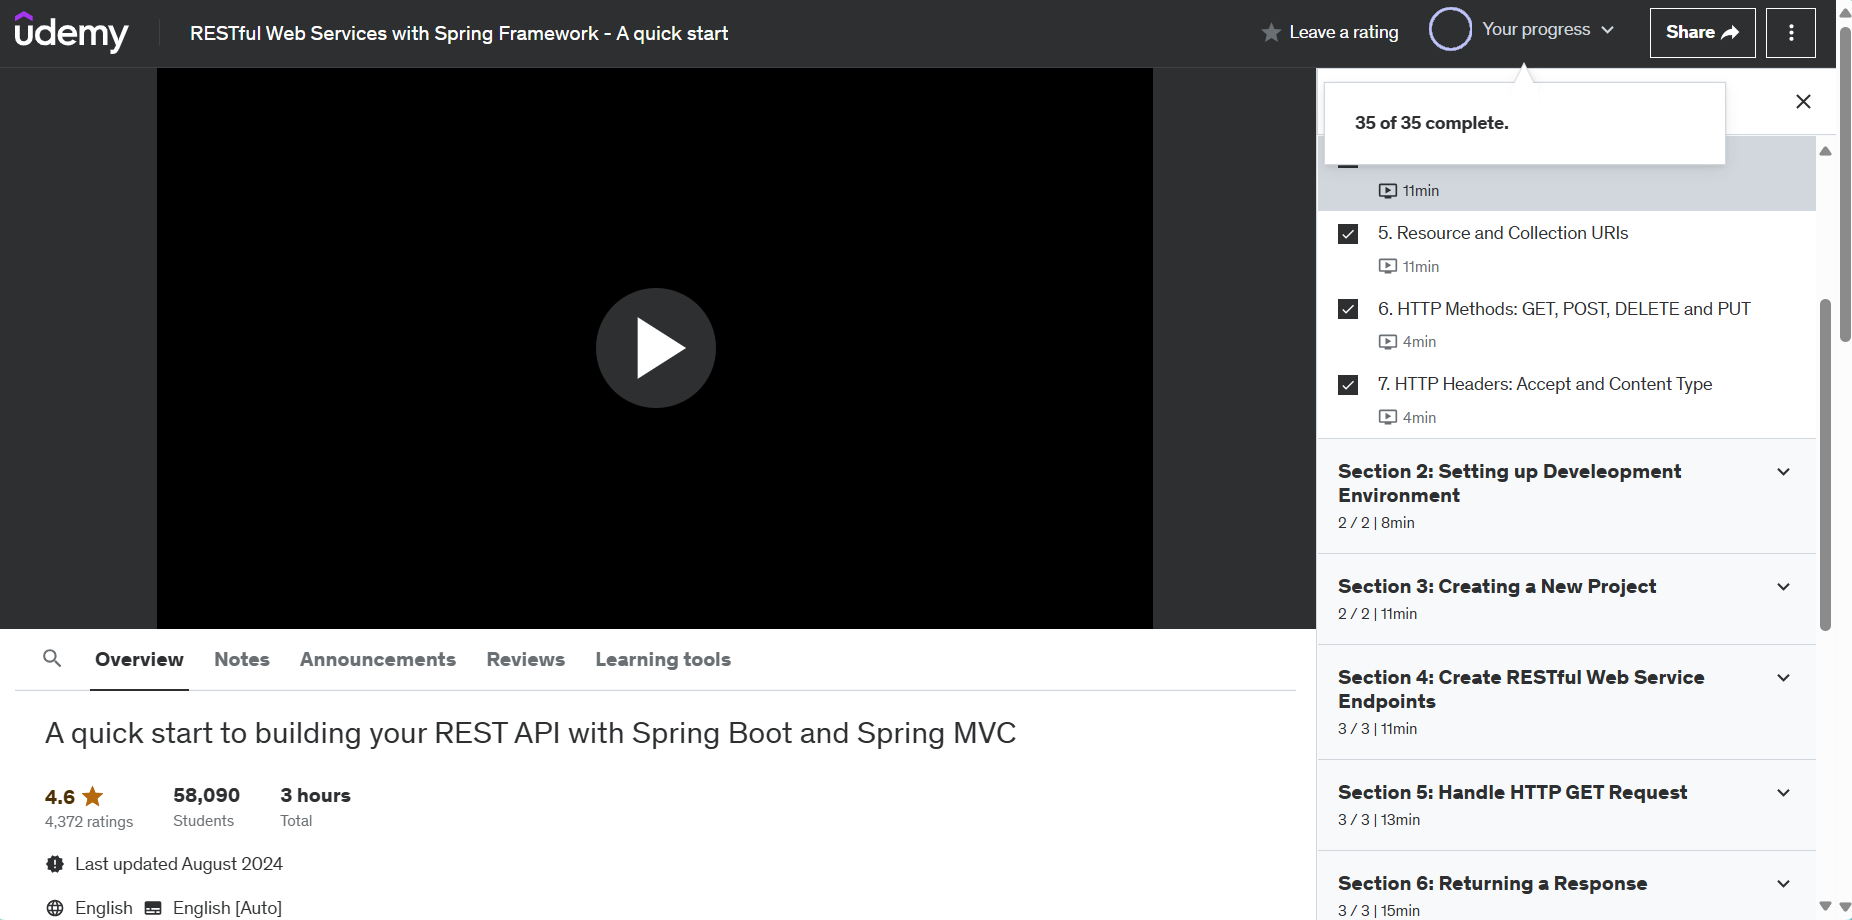 udemy
RESTful Web Services with Spring Framework - A quick start
Leave a rating
Your progress
Share
35 of 35 complete.
11min
5. Resource and Collection URIs
11min
6. HTTP Methods: GET, POST, DELETE and PUT
4min
7. HTTP Headers: Accept and Content Type
4min
Section 2: Setting up Develeopment
Environment
2 / 2 | 8min
Section 3: Creating a New Project
2 / 2 | 11min
Section 4: Create RESTful Web Service
Endpoints
3 / 3 | 11min
Section 5: Handle HTTP GET Request
3 / 3 | 13min
Section 6: Returning a Response
3 / 3 | 15min
Overview
Notes
Announcements
Reviews
Learning tools
A quick start to building your REST API with Spring Boot and Spring MVC
4.6
4,372 ratings
58,090
Students
3 hours
Total
Last updated August 2024
English
English [Auto]